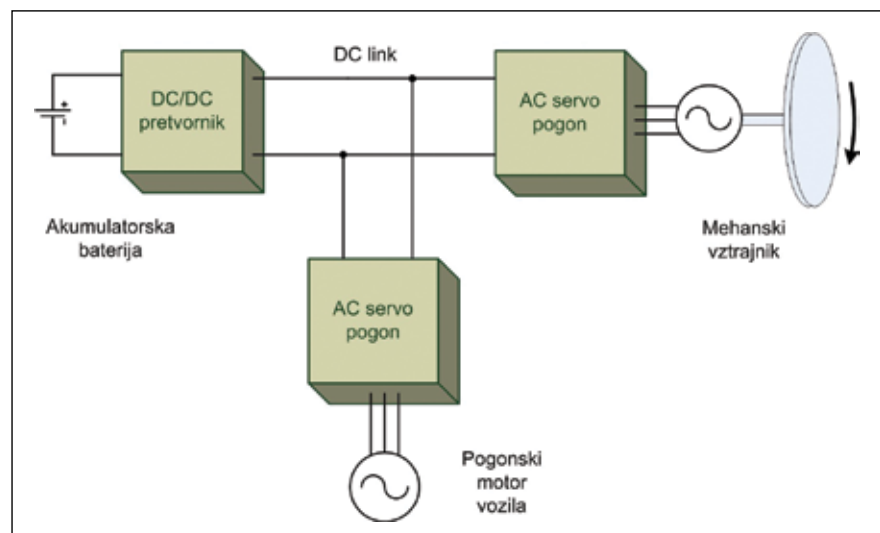 DC link
DC/DC
pretvornik
AC servo
pogon
Akumulatorska
baterija
Mehanski
vztrajnik
AC servo
pogon
Pogonski
motor
vozila